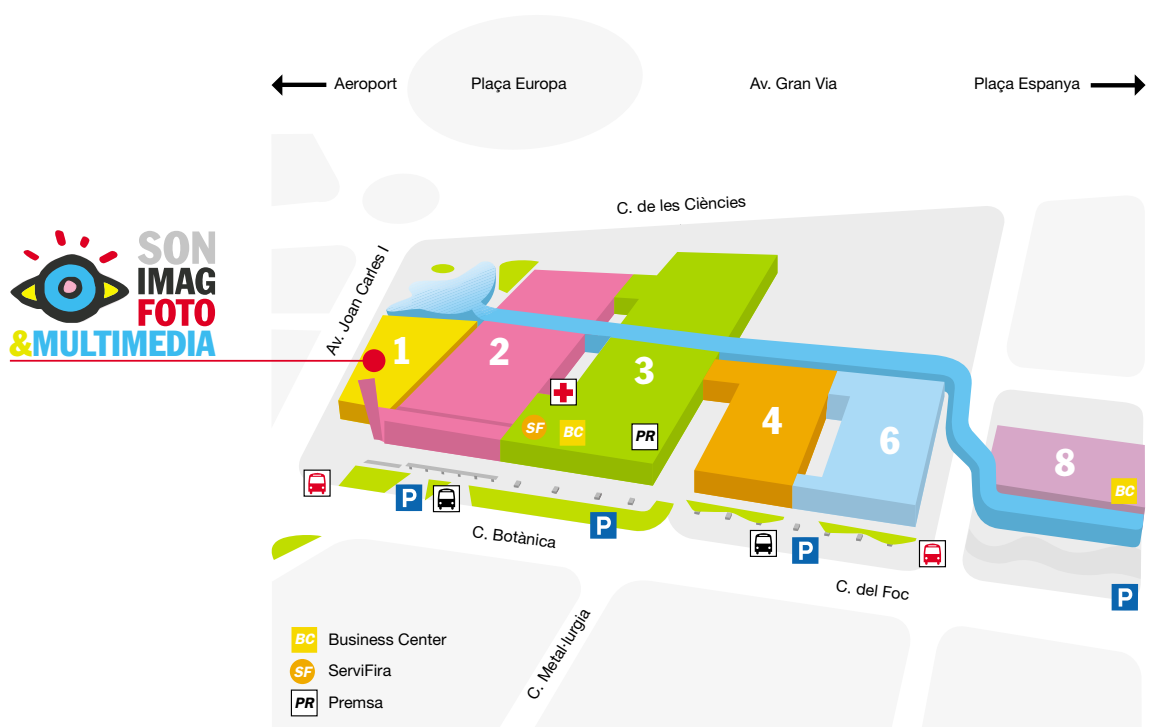 Aeroport
Plaça Europa
Av. Gran Via
Plaça Espanya
C. de les Ciències
Av. Joan Carles I
SON
IMAG
FOTO
&MULTIMEDIA
1
2
3
4
6
8
SF
BC
PR
BC
P
P
P
P
C. Botànica
C. del Foc
C. Metal·lurgia
BC Business Center
SF ServiFira
PR Premsa